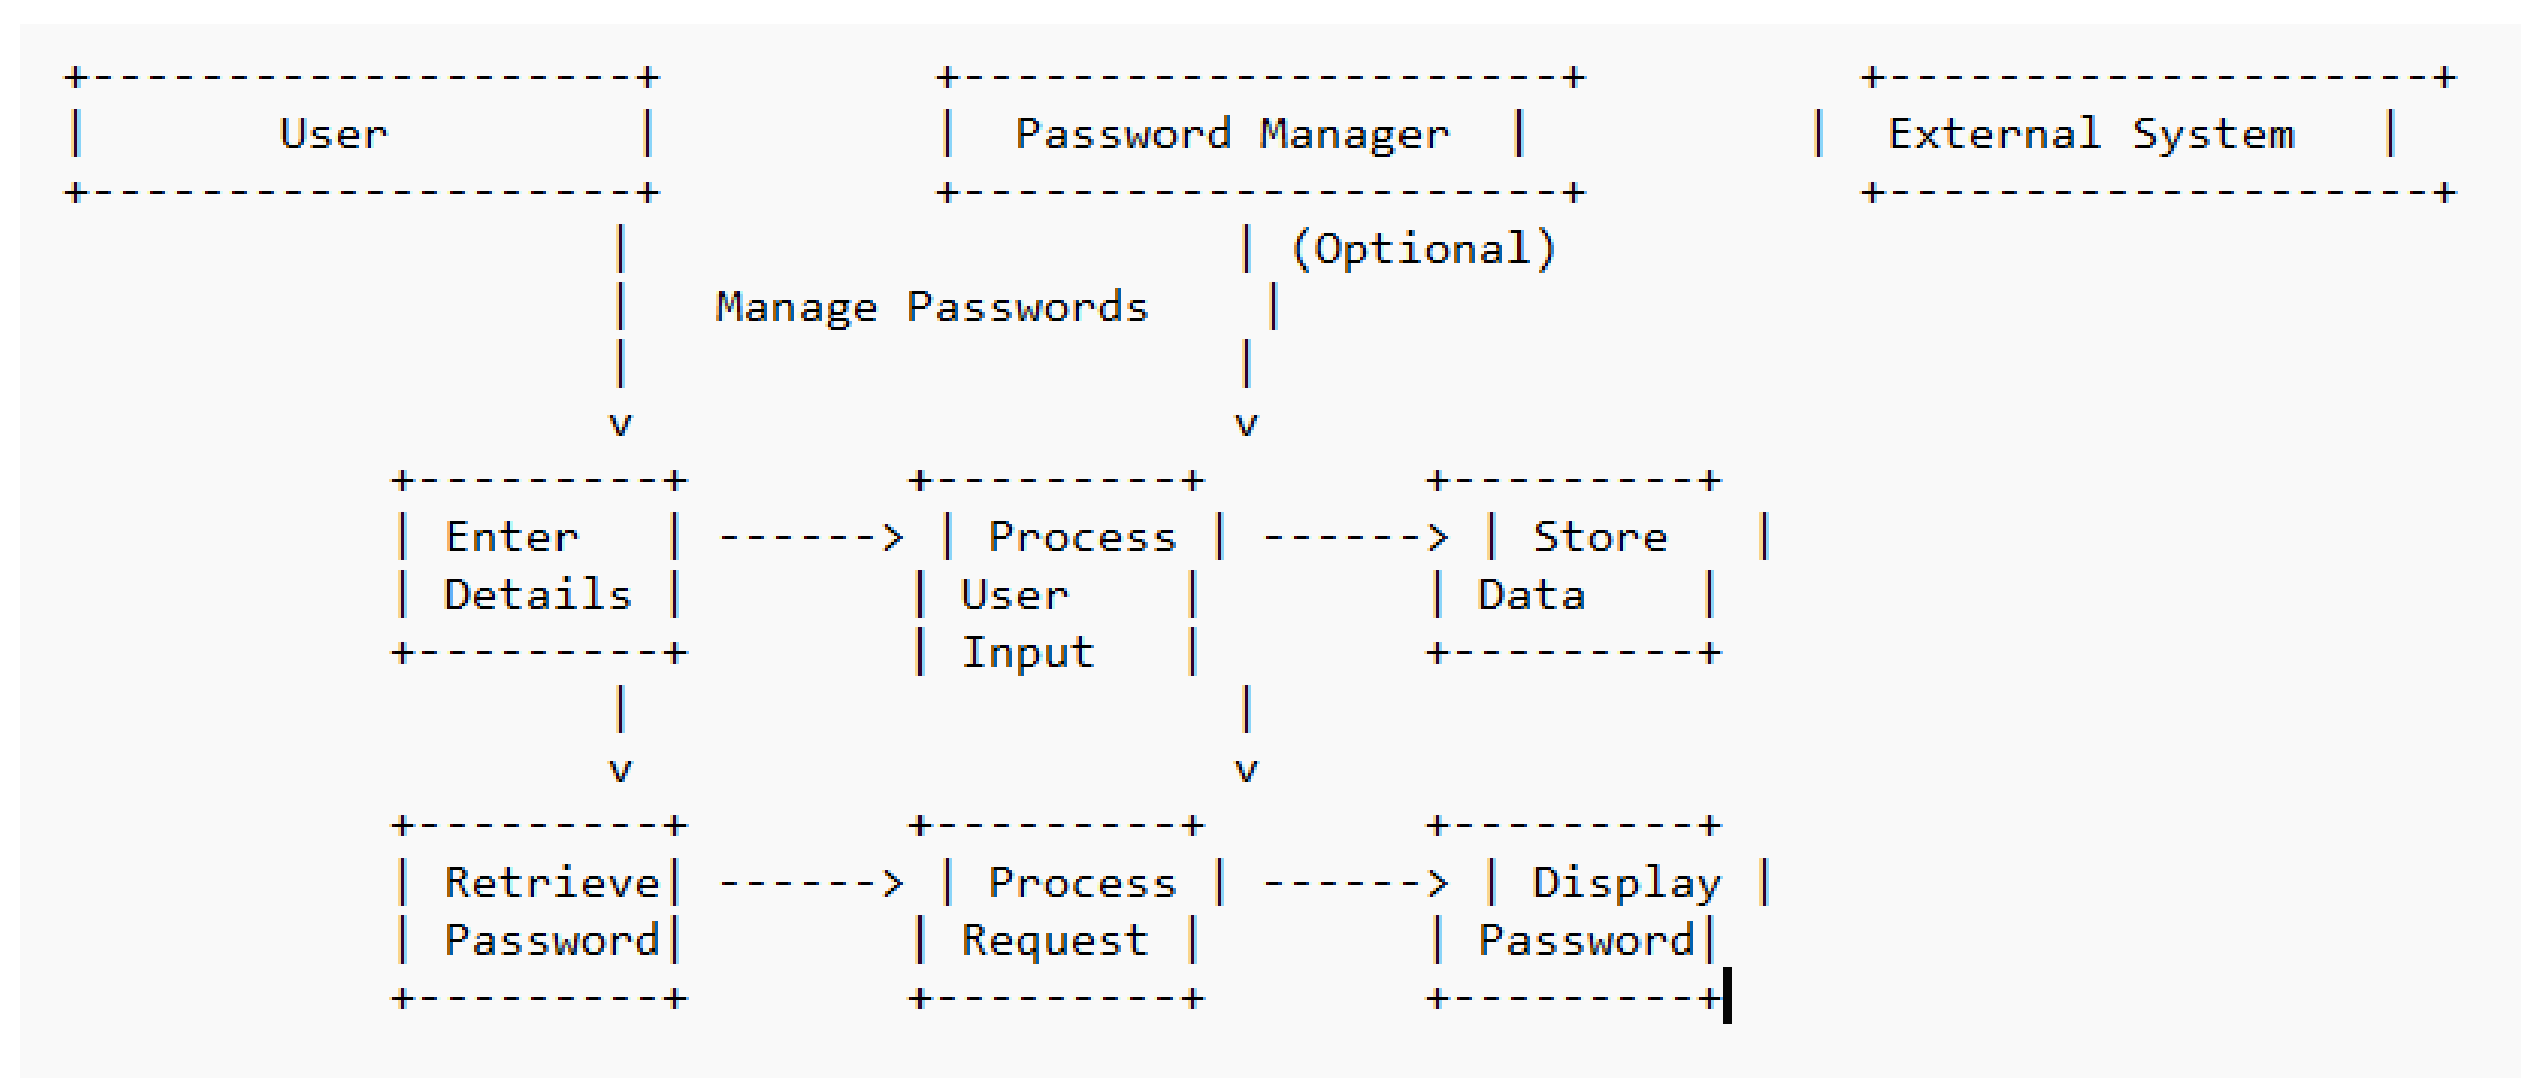 +--------------------+          +----------------------+          +--------------------+
|       User         |          |  Password Manager  |          |  External System   |
+--------------------+          +----------------------+          +--------------------+
                    |                      | (Optional)
                    |   Manage Passwords    |
                    |                      |
                    v                      v
            +---------+        +---------+        +---------+
            | Enter   | ------> | Process | ------> | Store   |
            | Details |        | User    |        | Data    |
            +---------+        | Input   |        +---------+
                    |                      |
                    v                      v
            +---------+        +---------+        +---------+
            | Retrieve| ------> | Process | ------> | Display |
            | Password|        | Request |        | Password|
            +---------+        +---------+        +---------+